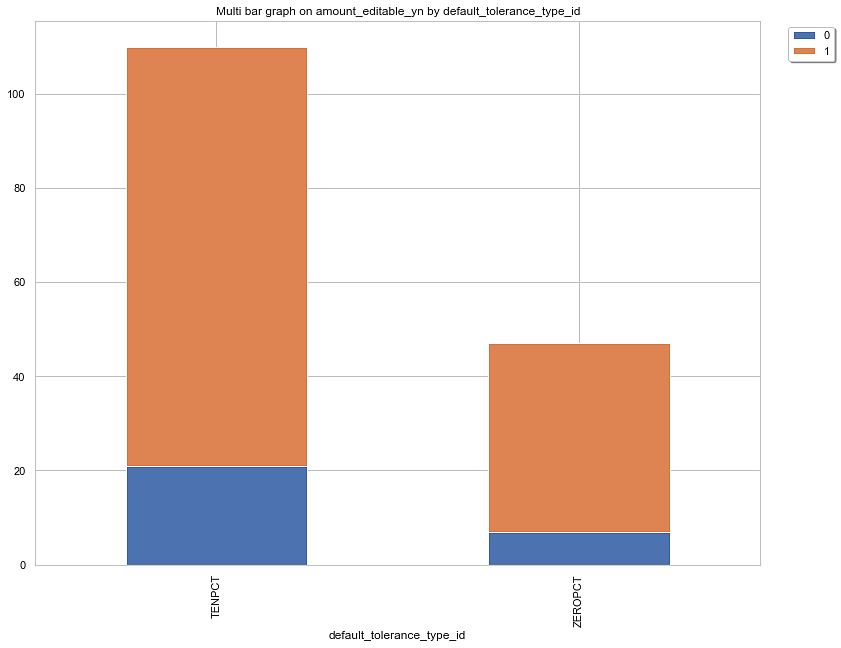 Multi bar graph on amount_editable_yn by default_tolerance_type_id
0
1
100
80
60
40
20
0
TENPCT
ZEROPCT
default_tolerance_type_id